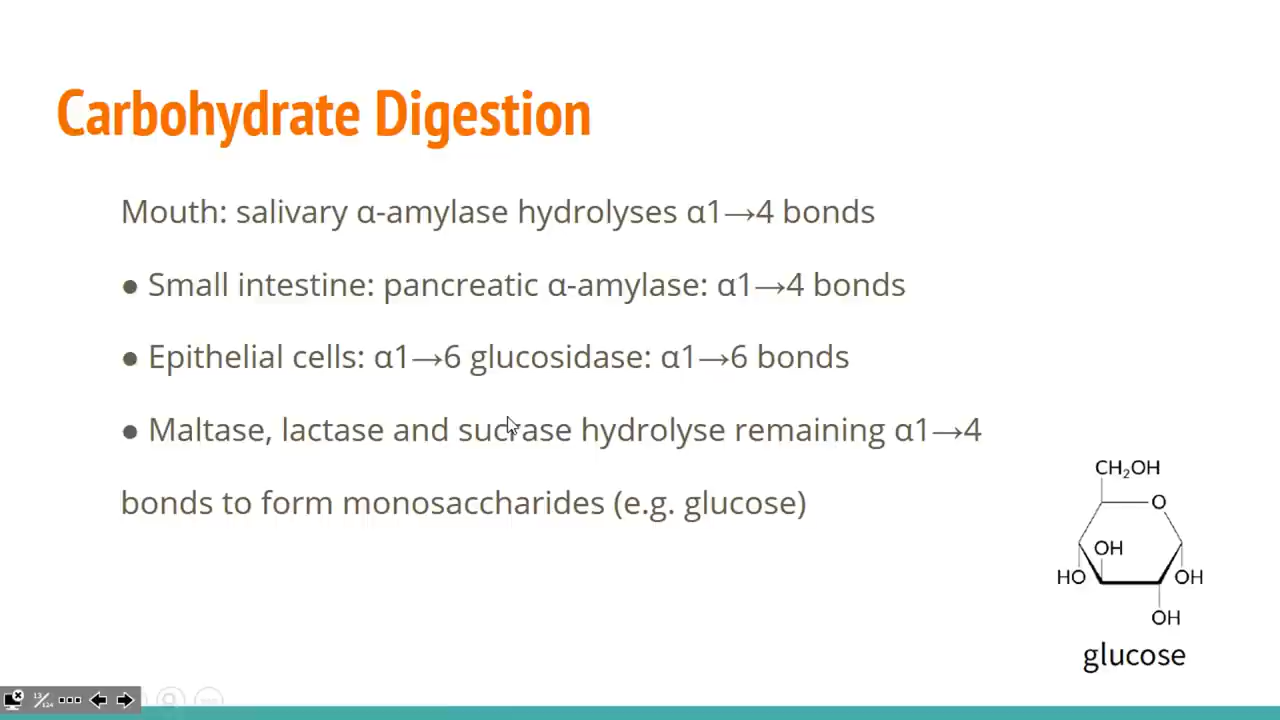 Carbohydrate Digestion
Mouth: salivary α-amylase hydrolyses α1→4 bonds
● Small intestine: pancreatic α-amylase: α1→4 bonds
● Epithelial cells: α1→6 glucosidase: α1→6 bonds
● Maltase, lactase and sucrase hydrolyse remaining α1→4
bonds to form monosaccharides (e.g. glucose)
CH₂OH
O
OH
HO
OH
OH
glucose
13/124